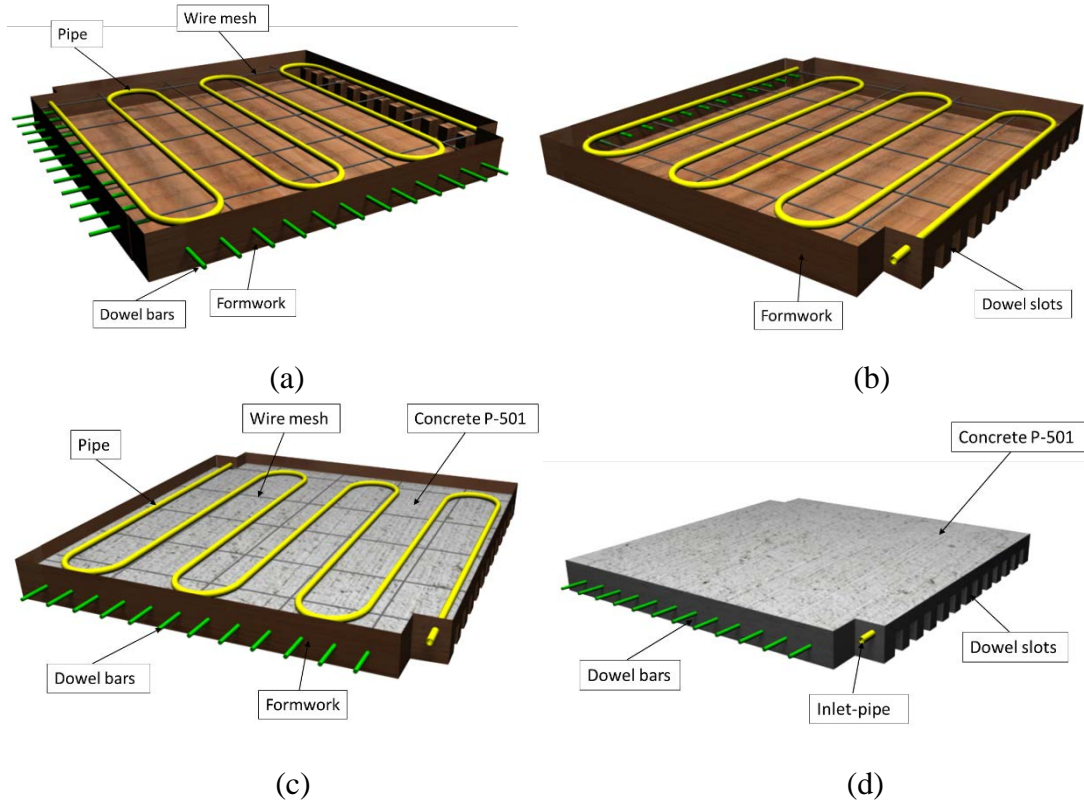 Wire mesh
Pipe
Dowel bars
Formwork
(a)
Dowel slots
Formwork
(b)
Wire mesh
Concrete P-501
Pipe
Dowel bars
Formwork
(c)
Concrete P-501
Dowel bars
Dowel slots
Inlet-pipe
(d)